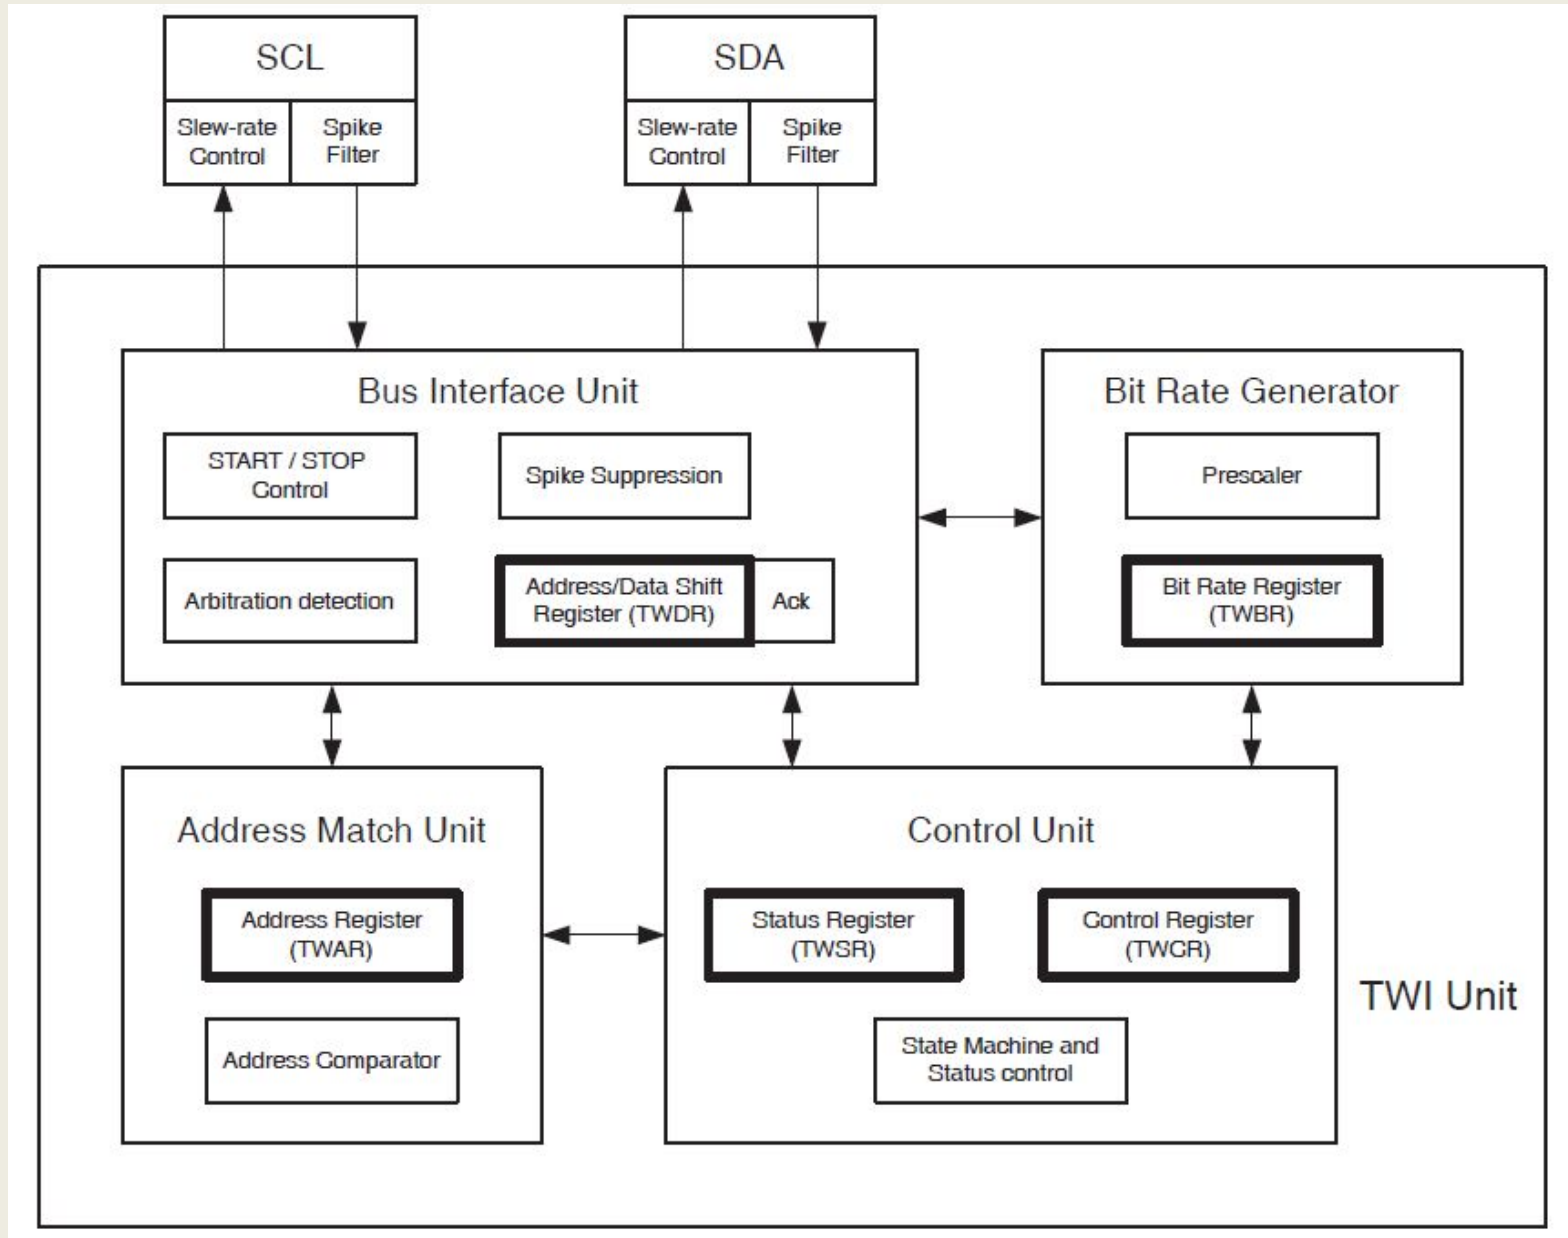 SCL
SDA
Slew-rate
Control
Spike
Filter
Slew-rate
Control
Spike
Filter
Bus Interface Unit
START / STOP
Control
Spike Suppression
Arbitration detection
Address/Data Shift
Register (TWDR)
Ack
Bit Rate Generator
Prescaler
Bit Rate Register
(TWBR)
Address Match Unit
Address Register
(TWAR)
Address Comparator
Control Unit
Status Register
(TWSR)
Control Register
(TWCR)
State Machine and
Status control
TWI Unit